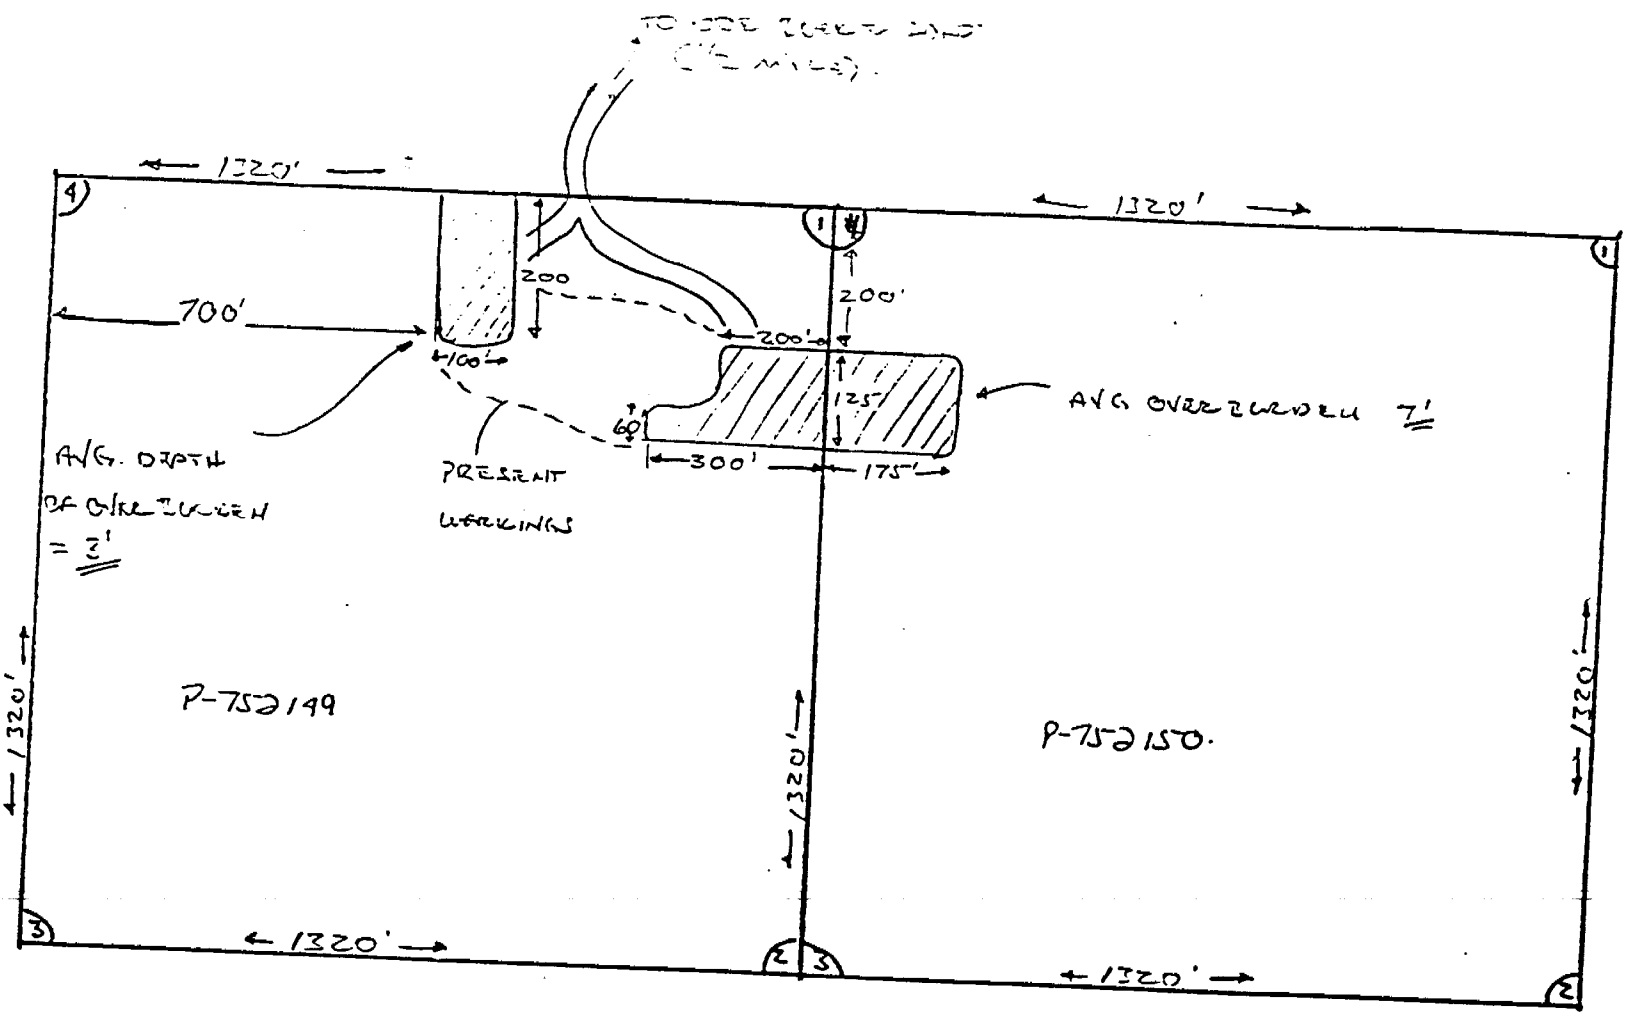 TO
(1/2 MILE).
1320'
1320'
4
1
1
200
200'
700'
200'
100'
125'
AVG OVERBURDEN 7'
60'
300'
175'
AVG. DEPTH
OF OVERBURDEN
=
PRESENT
WORKINGS
P-752149
P-752150.
1320'
1320'
1320'
3
1320'
2
3
1320'
2